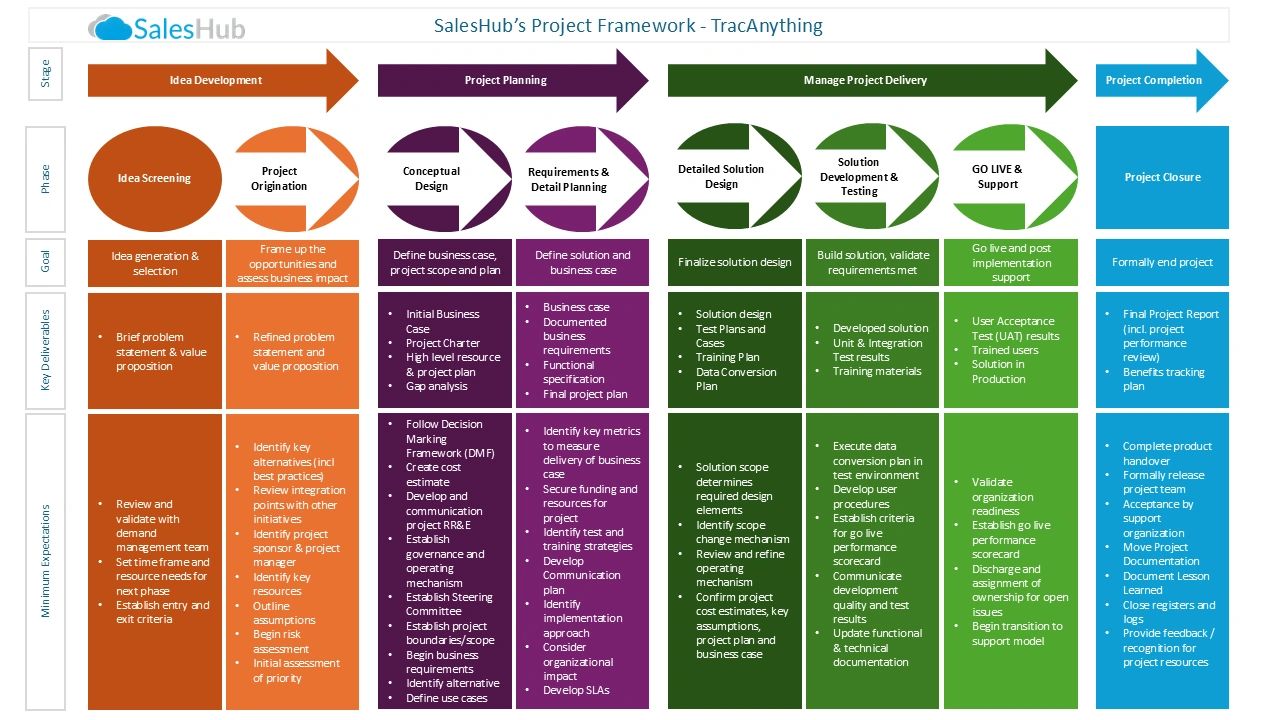 SalesHub
SalesHub's Project Framework - TracAnything
Stage
Idea Development
Project Planning
Manage Project Delivery
Project Completion
Phase
Idea Screening
Project
Origination
Conceptual
Design
Requirements &
Detail Planning
Detailed Solution
Design
Solution
Development &
Testing
GO LIVE &
Support
Project Closure
Goal
Idea generation &
selection
Frame up the
opportunities and
assess business impact
Define business case,
project scope and plan
Define solution and
business case
Finalize solution design
Build solution, validate
requirements met
Go live and post
implementation
support
Formally end project
Key Deliverables
• Brief problem
statement & value
proposition
• Refined problem
statement and
value proposition
• Initial Business
Case
• Project Charter
• High level resource
& project plan
• Gap analysis
• Business case
• Documented
business
requirements
• Functional
specification
• Final project plan
• Solution design
• Test Plans and
Cases
• Training Plan
• Data Conversion
Plan
• Developed solution
• Unit & Integration
Test results
• Training materials
• User Acceptance
Test (UAT) results
• Trained users
• Solution in
Production
• Final Project Report
(incl. project
performance
review)
• Benefits tracking
plan
Minimum Expectations
• Review and
validate with
demand
management team
• Set time frame and
resource needs for
next phase
• Establish entry and
exit criteria
• Identify key
alternatives (incl
best practices)
• Review integration
points with other
initiatives
• Identify project
sponsor & project
manager
• Identify key
resources
• Outline
assumptions
• Begin risk
assessment
• Initial assessment
of priority
• Follow Decision
Marking
Framework (DMF)
• Create cost
estimate
• Develop and
communication
project RR&E
• Establish
governance and
operating
mechanism
• Establish Steering
Committee
• Establish project
boundaries/scope
• Begin business
requirements
• Identify alternative
• Define use cases
• Identify key metrics
to measure
delivery of business
case
• Secure funding and
resources for
project
• Identify test and
training strategies
• Develop
Communication
plan
• Identify
implementation
approach
• Consider
organizational
impact
• Develop SLAs
• Solution scope
determines
required design
elements
• Identify scope
change mechanism
• Review and refine
operating
mechanism
• Confirm project
cost estimates, key
assumptions,
project plan and
business case
• Execute data
conversion plan in
test environment
• Develop user
procedures
• Establish criteria
for go live
performance
scorecard
• Communicate
development
quality and test
results
• Update functional
& technical
documentation
• Validate
organization
readiness
• Establish go live
performance
scorecard
• Discharge and
assignment of
ownership for open
issues
• Begin transition to
support model
• Complete product
handover
• Formally release
project team
• Acceptance by
support
organization
• Move Project
Documentation
• Document Lesson
Learned
• Close registers and
logs
• Provide feedback /
recognition for
project resources